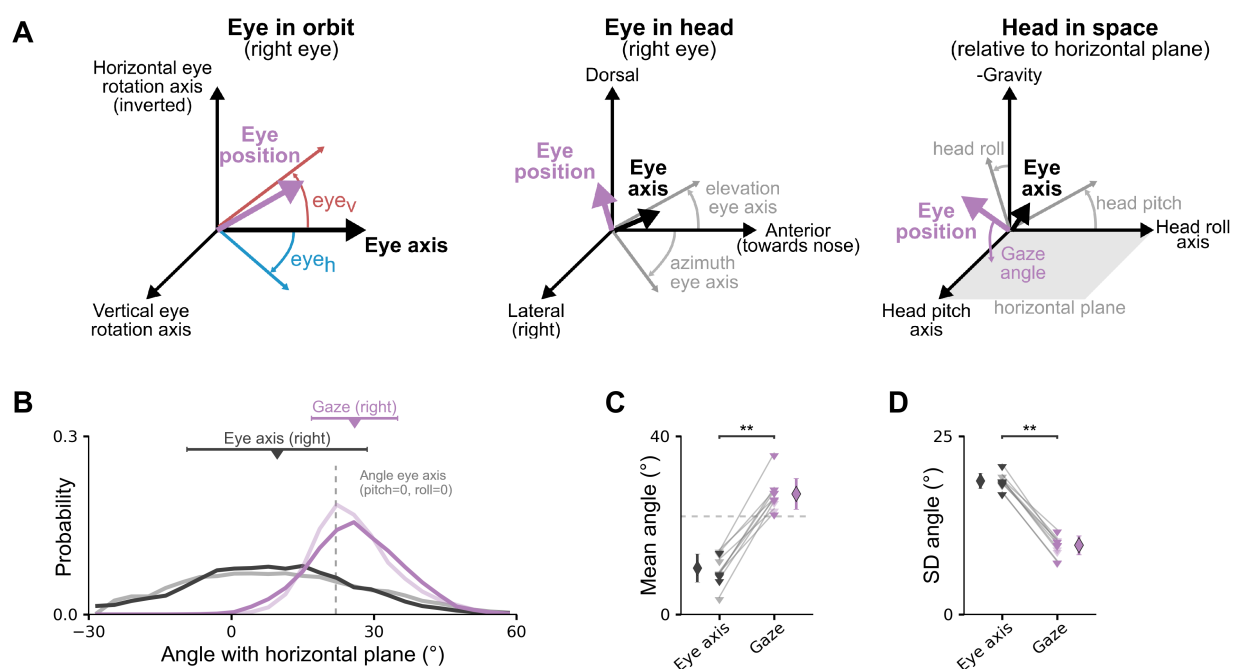 A
Eye in orbit
(right eye)
Horizontal eye
rotation axis
(inverted)
Eye
position
eyev
Eye axis
eyeh
Vertical eye
rotation axis
Eye in head
(right eye)
Dorsal
Eye
position
Eye
axis
elevation
eye axis
Anterior
(towards nose)
azimuth
eye axis
Lateral
(right)
Head in space
(relative to horizontal plane)
-Gravity
head roll
Eye
axis
head pitch
Eye
position
Head roll
axis
Gaze
angle
Head pitch
axis
horizontal plane
B
Gaze (right)
Eye axis (right)
Angle eye axis
(pitch=0, roll=0)
Probability
0.3
0.0
−30
0
30
60
Angle with horizontal plane (°)
C
**
Mean angle (°)
40
0
Eye axis
Gaze
D
**
SD angle (°)
25
0
Eye axis
Gaze